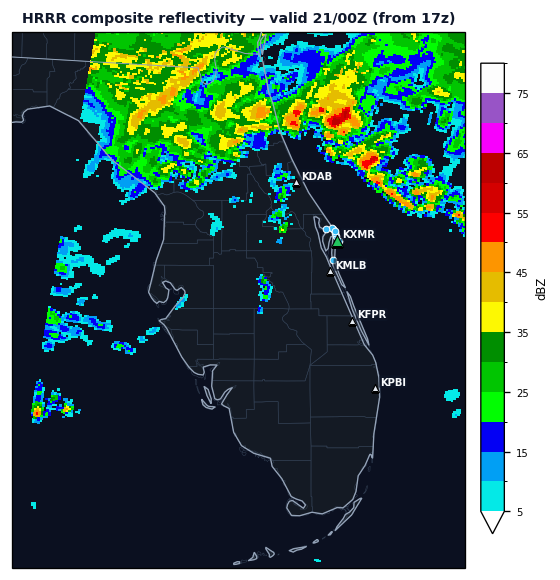 HRRR composite reflectivity — valid 21/00Z (from 17z)
KDAB
KXMR
KMLB
KFPR
KPBI
75
65
55
45
35
25
15
5
dBZ